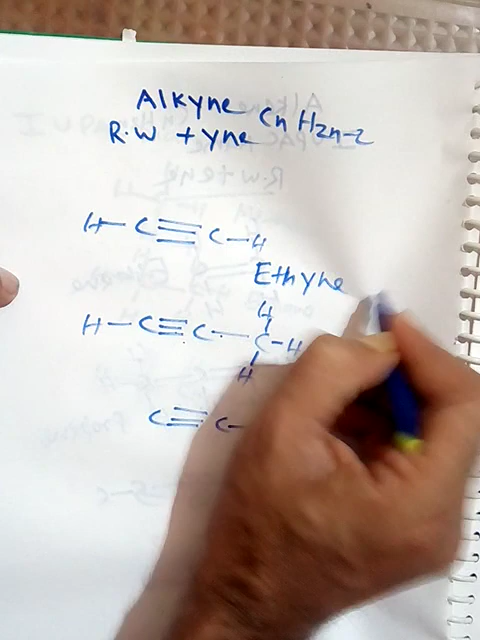 Alkyne CnH2n-2
R.W + yne
H-C≡C-H
Ethyne
H
H-C≡C-C-H
H
C≡C-